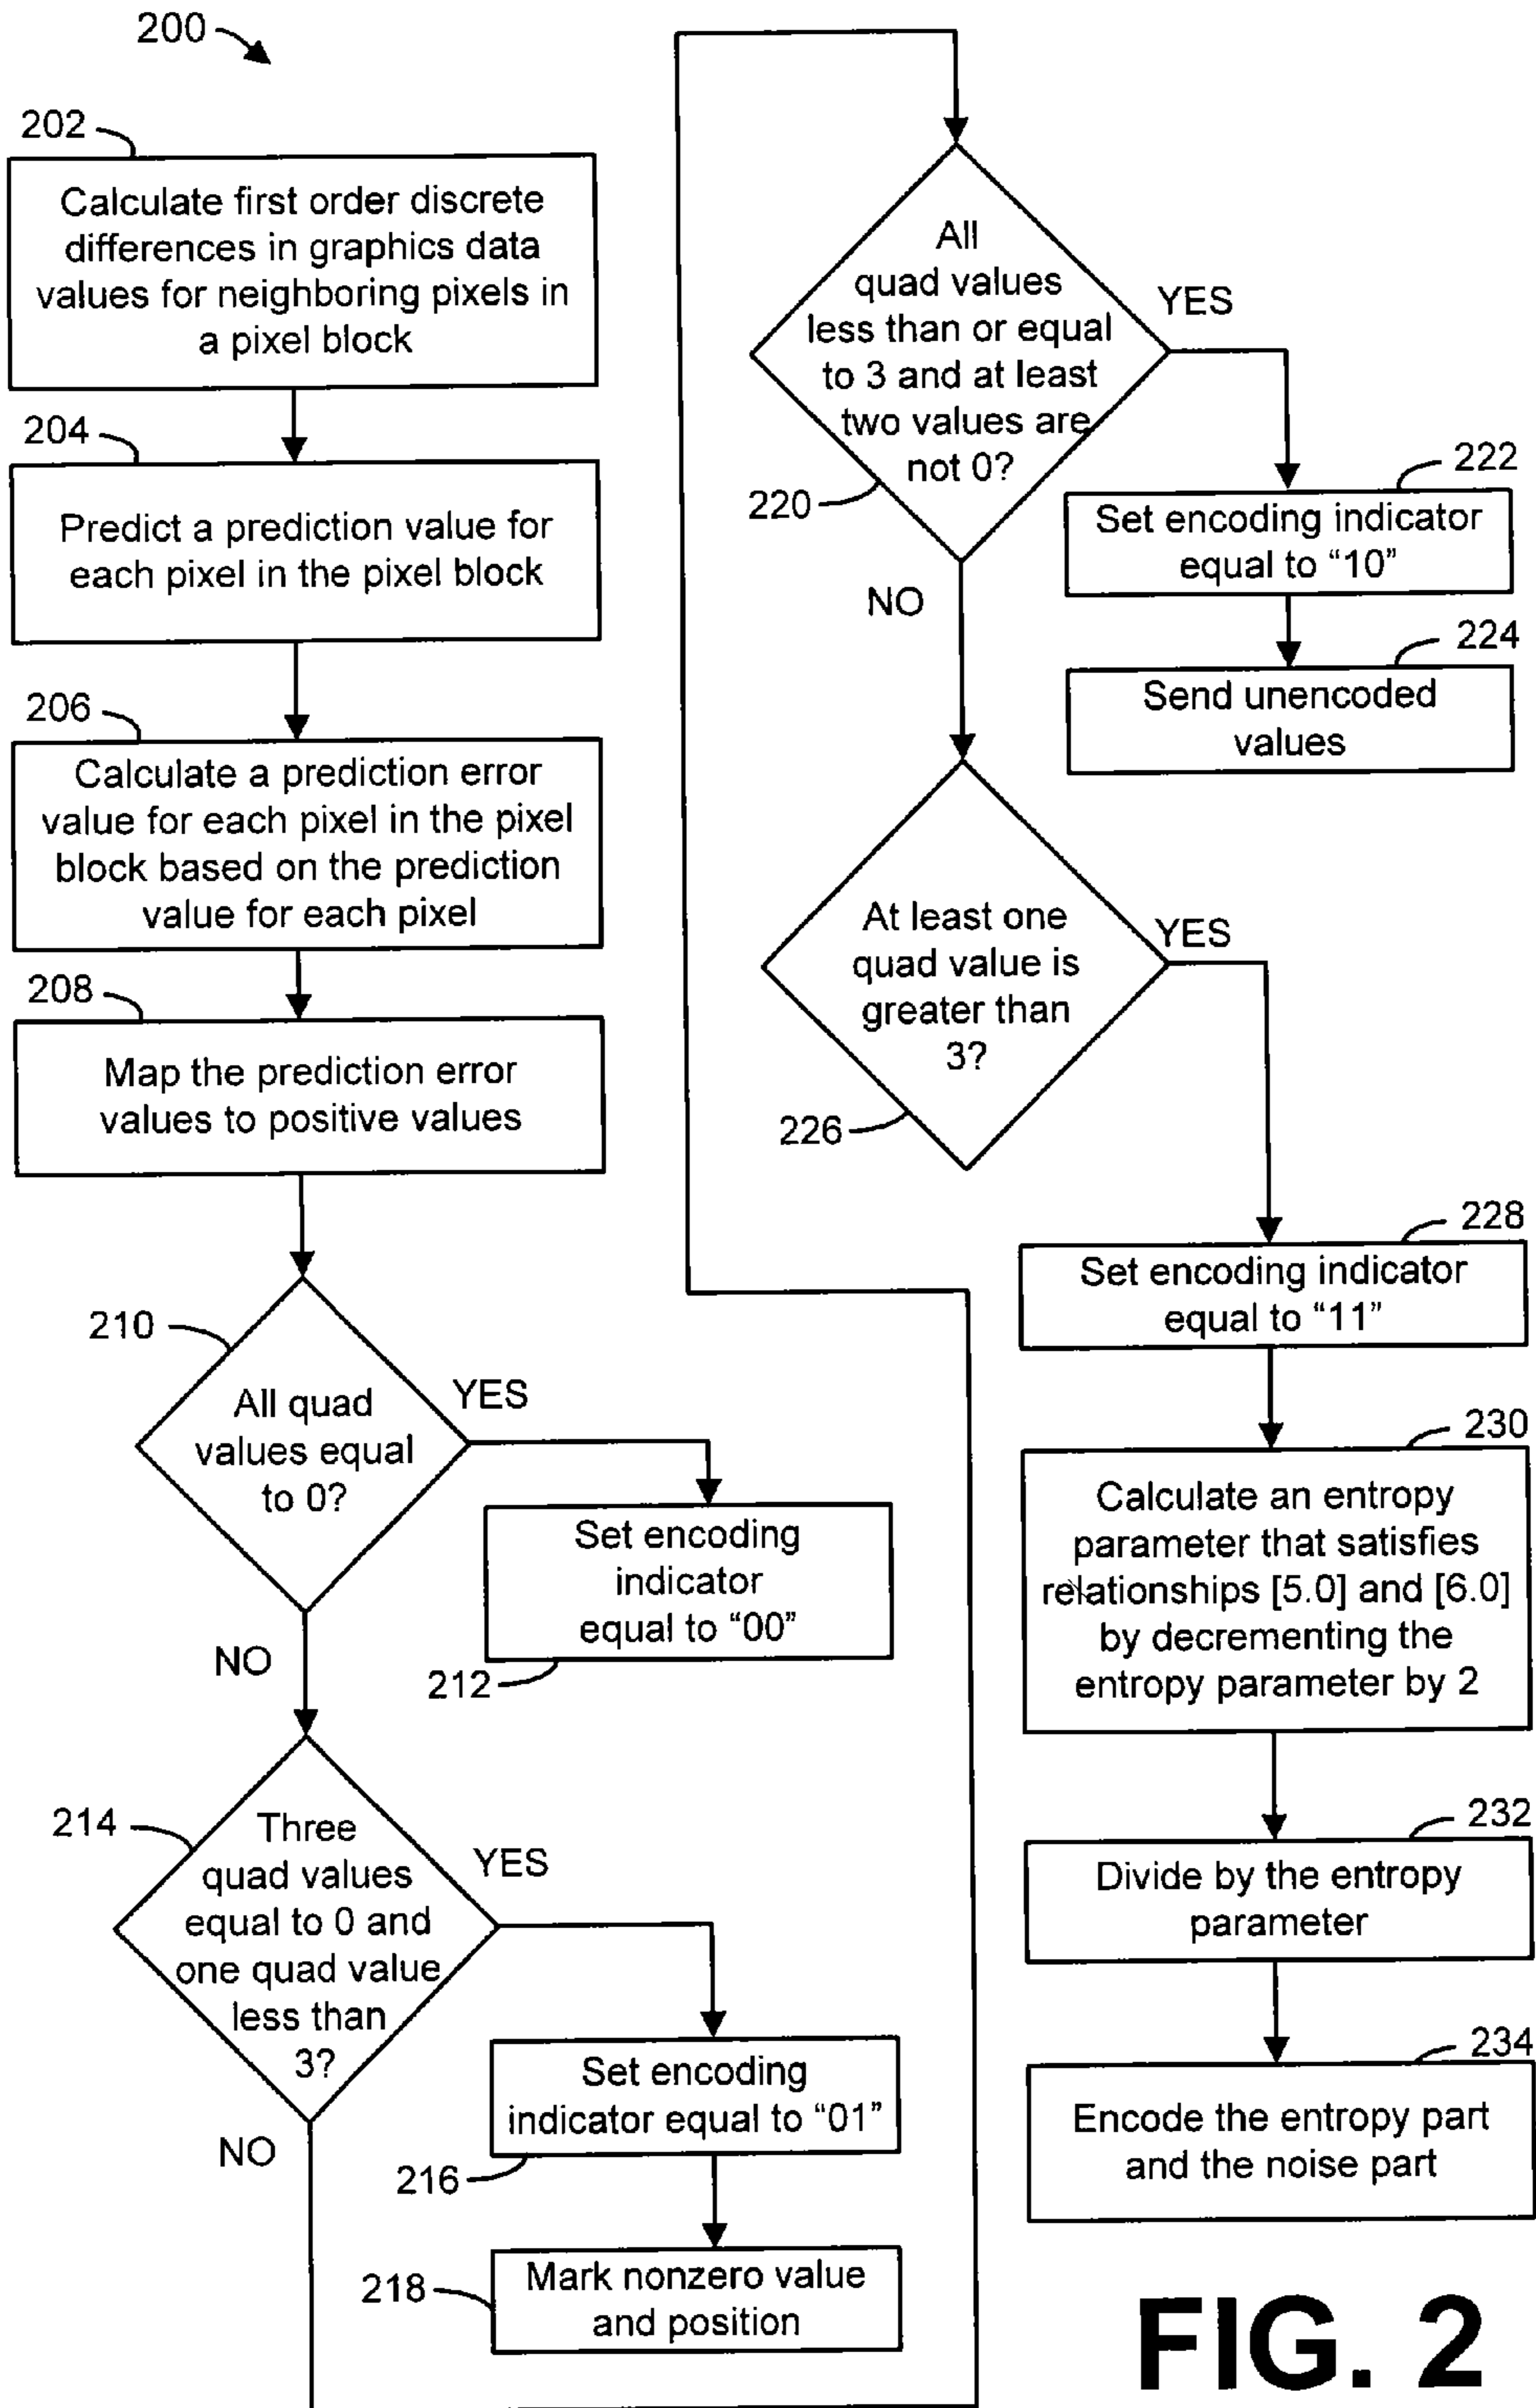 200
202
Calculate first order discrete
differences in graphics data
values for neighboring pixels in
a pixel block
204
Predict a prediction value for
each pixel in the pixel block
206
Calculate a prediction error
value for each pixel in the pixel
block based on the prediction
value for each pixel
208
Map the prediction error
values to positive values
210
All quad
values equal
to 0?
YES
Set encoding
indicator
equal to “00”
212
NO
214
Three
quad values
equal to 0 and
one quad value
less than
3?
YES
Set encoding
indicator equal to “01”
216
NO
218
Mark nonzero value
and position
All
quad values
less than or equal
to 3 and at least
two values are
not 0?
220
YES
222
Set encoding indicator
equal to “10”
224
Send unencoded
values
NO
At least one
quad value is
greater than
3?
226
YES
228
Set encoding indicator
equal to “11”
230
Calculate an entropy
parameter that satisfies
relationships [5.0] and [6.0]
by decrementing the
entropy parameter by 2
232
Divide by the entropy
parameter
234
Encode the entropy part
and the noise part
FIG. 2